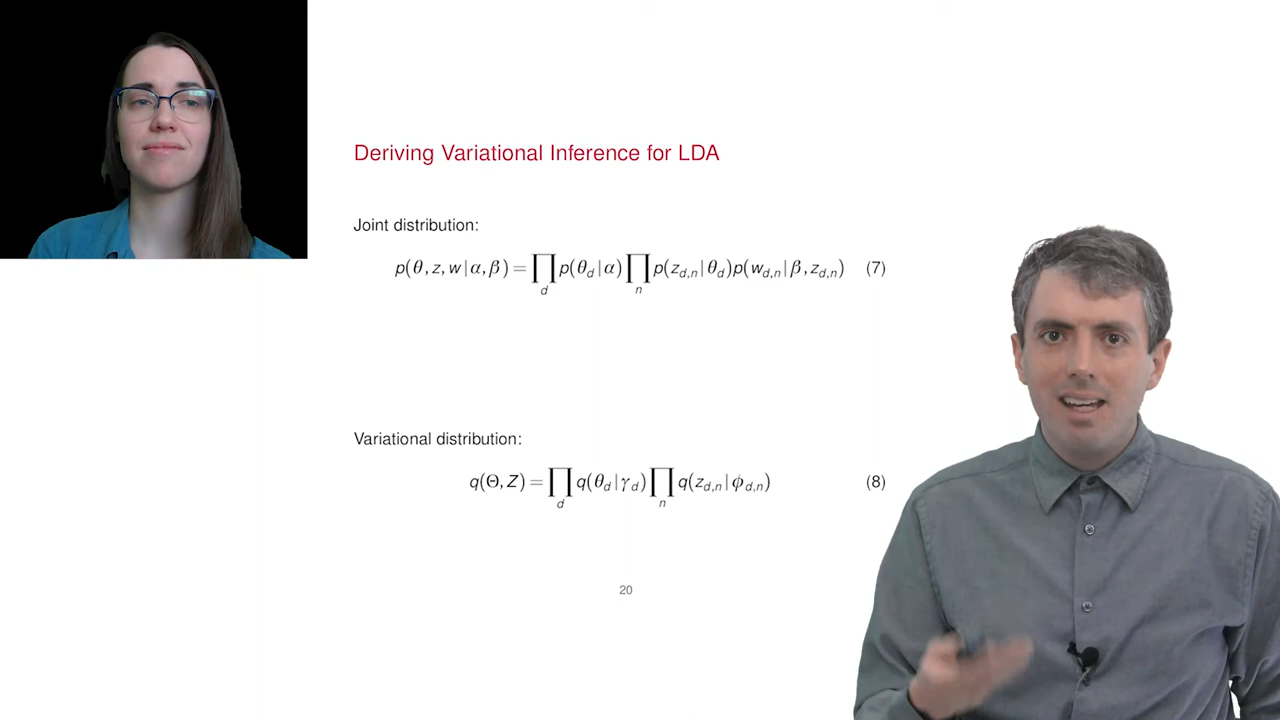 Deriving Variational Inference for LDA
Joint distribution:
p(θ, z, w | α, β) = ∏_d p(θ_d | α) ∏_n p(z_{d,n} | θ_d) p(w_{d,n} | β, z_{d,n}) (7)
Variational distribution:
q(Θ, Z) = ∏_d q(θ_d | γ_d) ∏_n q(z_{d,n} | ϕ_{d,n}) (8)
20